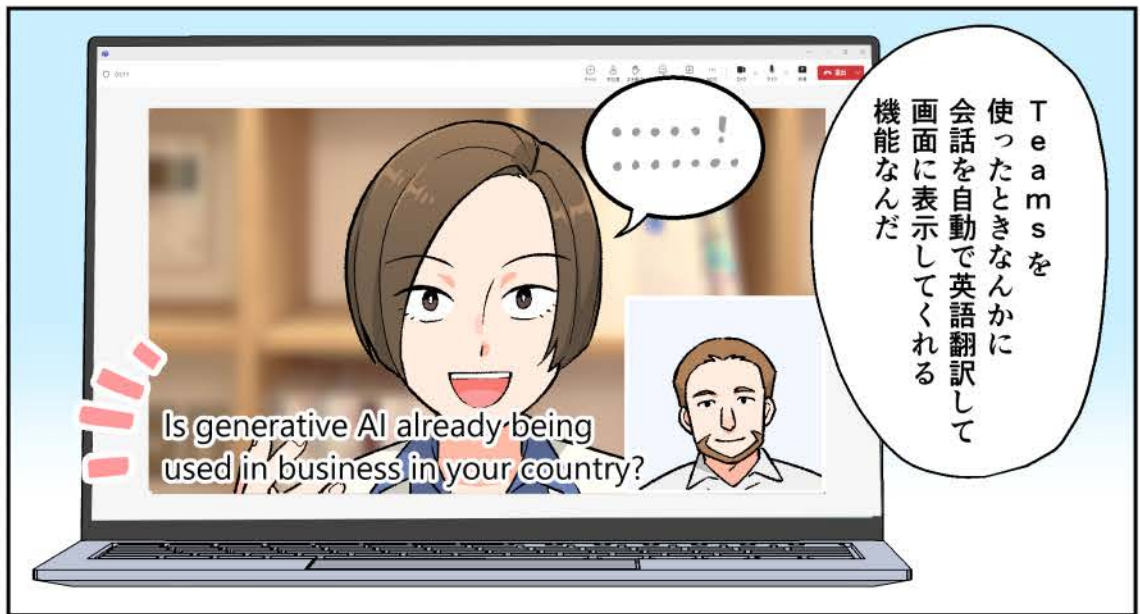 Teamsを
使ったときなんかに
会話を自動で英語翻訳して
画面に表示してくれる
機能なんだ
Is generative AI already being
used in business in your country?